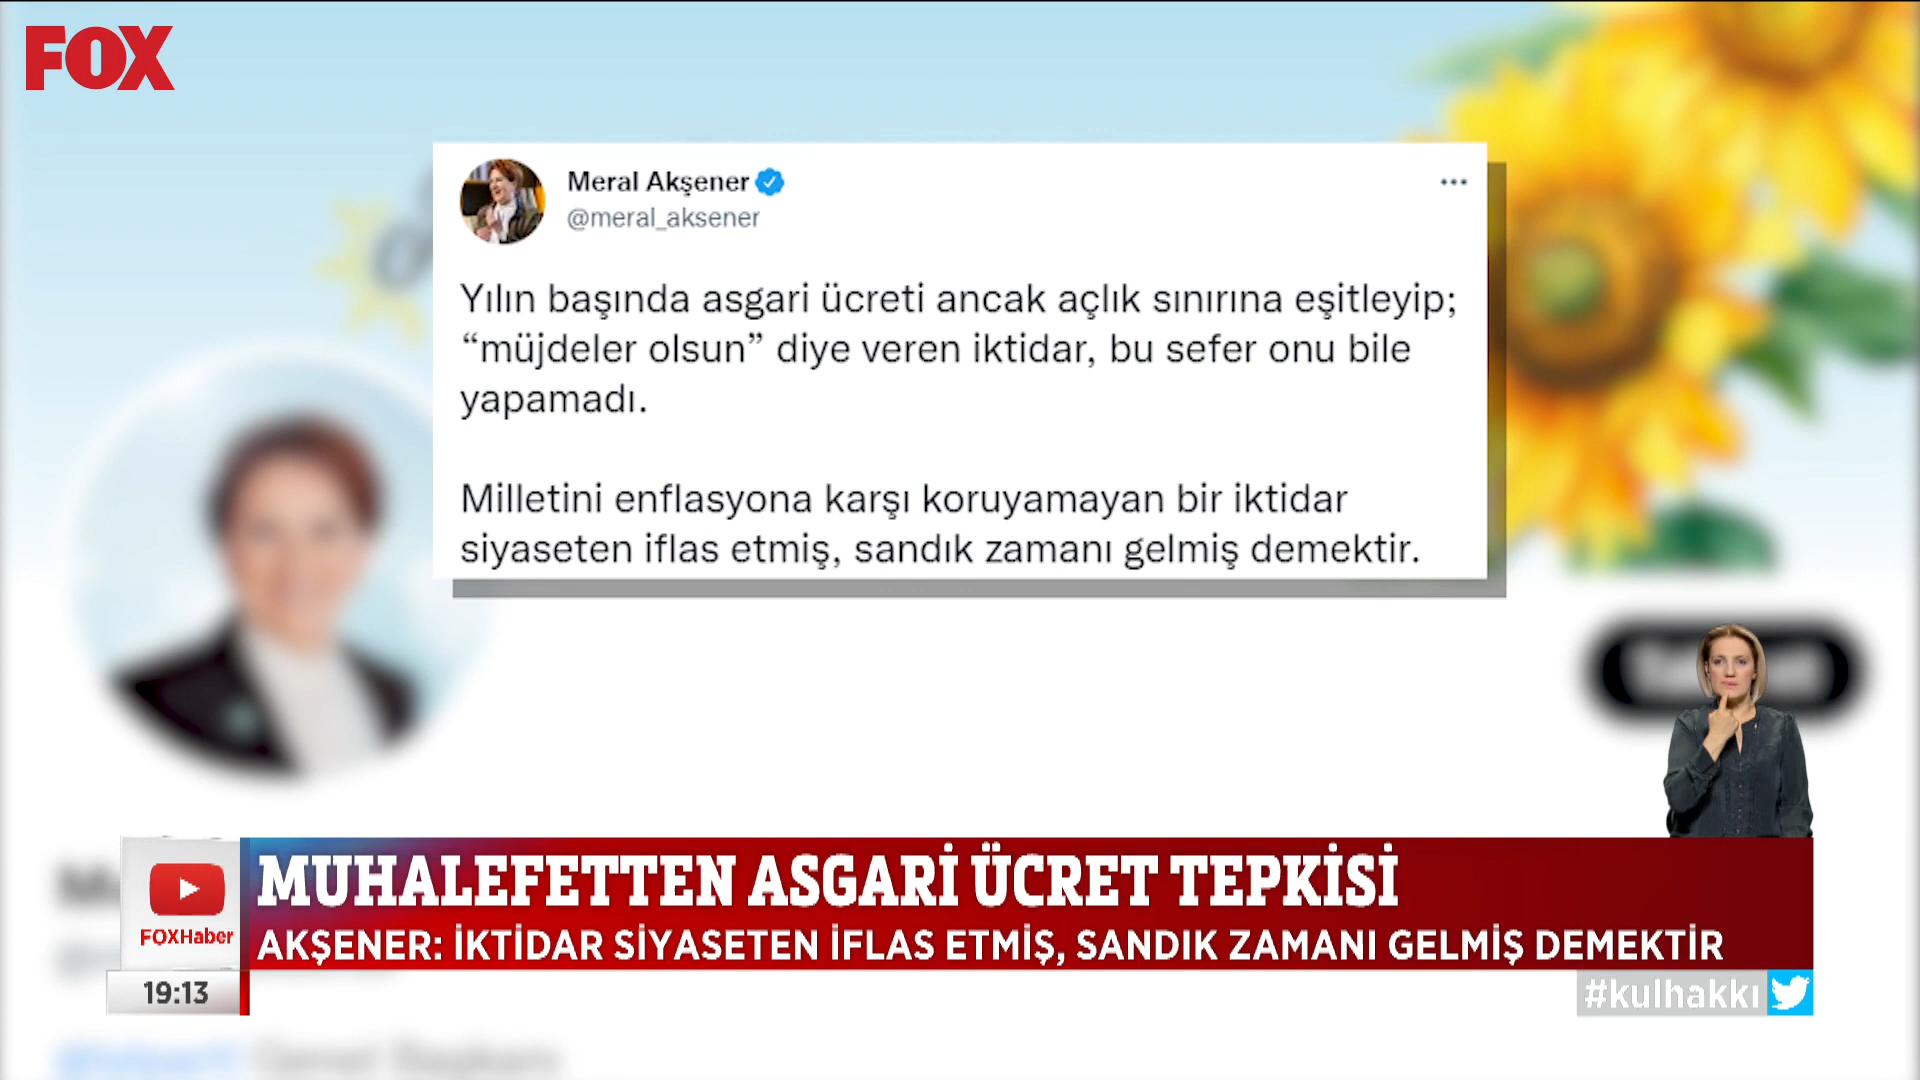 FOX
Meral Akşener
@meral_aksener
Yılın başında asgari ücreti ancak açlık sınırına eşitleyip;
“müjdeler olsun” diye veren iktidar, bu sefer onu bile
yapamadı.
Milletini enflasyona karşı koruyamayan bir iktidar
siyaseten iflas etmiş, sandık zamanı gelmiş demektir.
FOXHaber
MUHALEFETTEN ASGARİ ÜCRET TEPKİSİ
AKŞENER: İKTİDAR SİYASETEN İFLAS ETMİŞ, SANDIK ZAMANI GELMİŞ DEMEKTİR
19:13
#kulhakkı